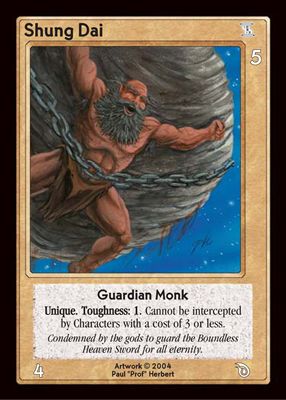 Shung Dai
5
Guardian Monk
Unique. Toughness: 1. Cannot be intercepted
by Characters with a cost of 3 or less.
Condemned by the gods to guard the Boundless
Heaven Sword for all eternity.
4
Artwork © 2004
Paul "Prof" Herbert